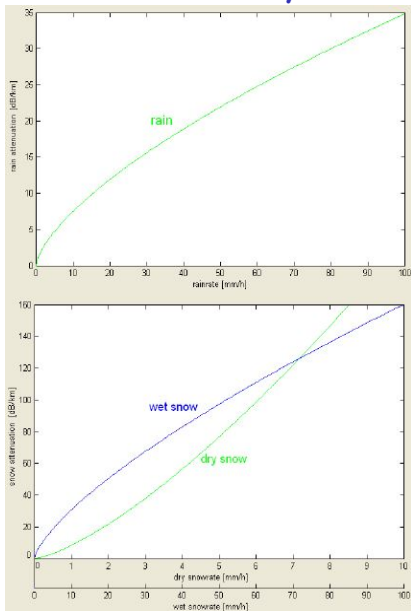 35
30
25
20
15
10
5
0
rain attenuation [dB/km]
rain
0 10 20 30 40 50 60 70 80 90 100
rainrate [mm/h]
160
140
120
100
80
60
40
20
0
snow attenuation [dB/km]
wet snow
dry snow
0 1 2 3 4 5 6 7 8 9 10
dry snowrate [mm/h]
0 10 20 30 40 50 60 70 80 90 100
wet snowrate [mm/h]